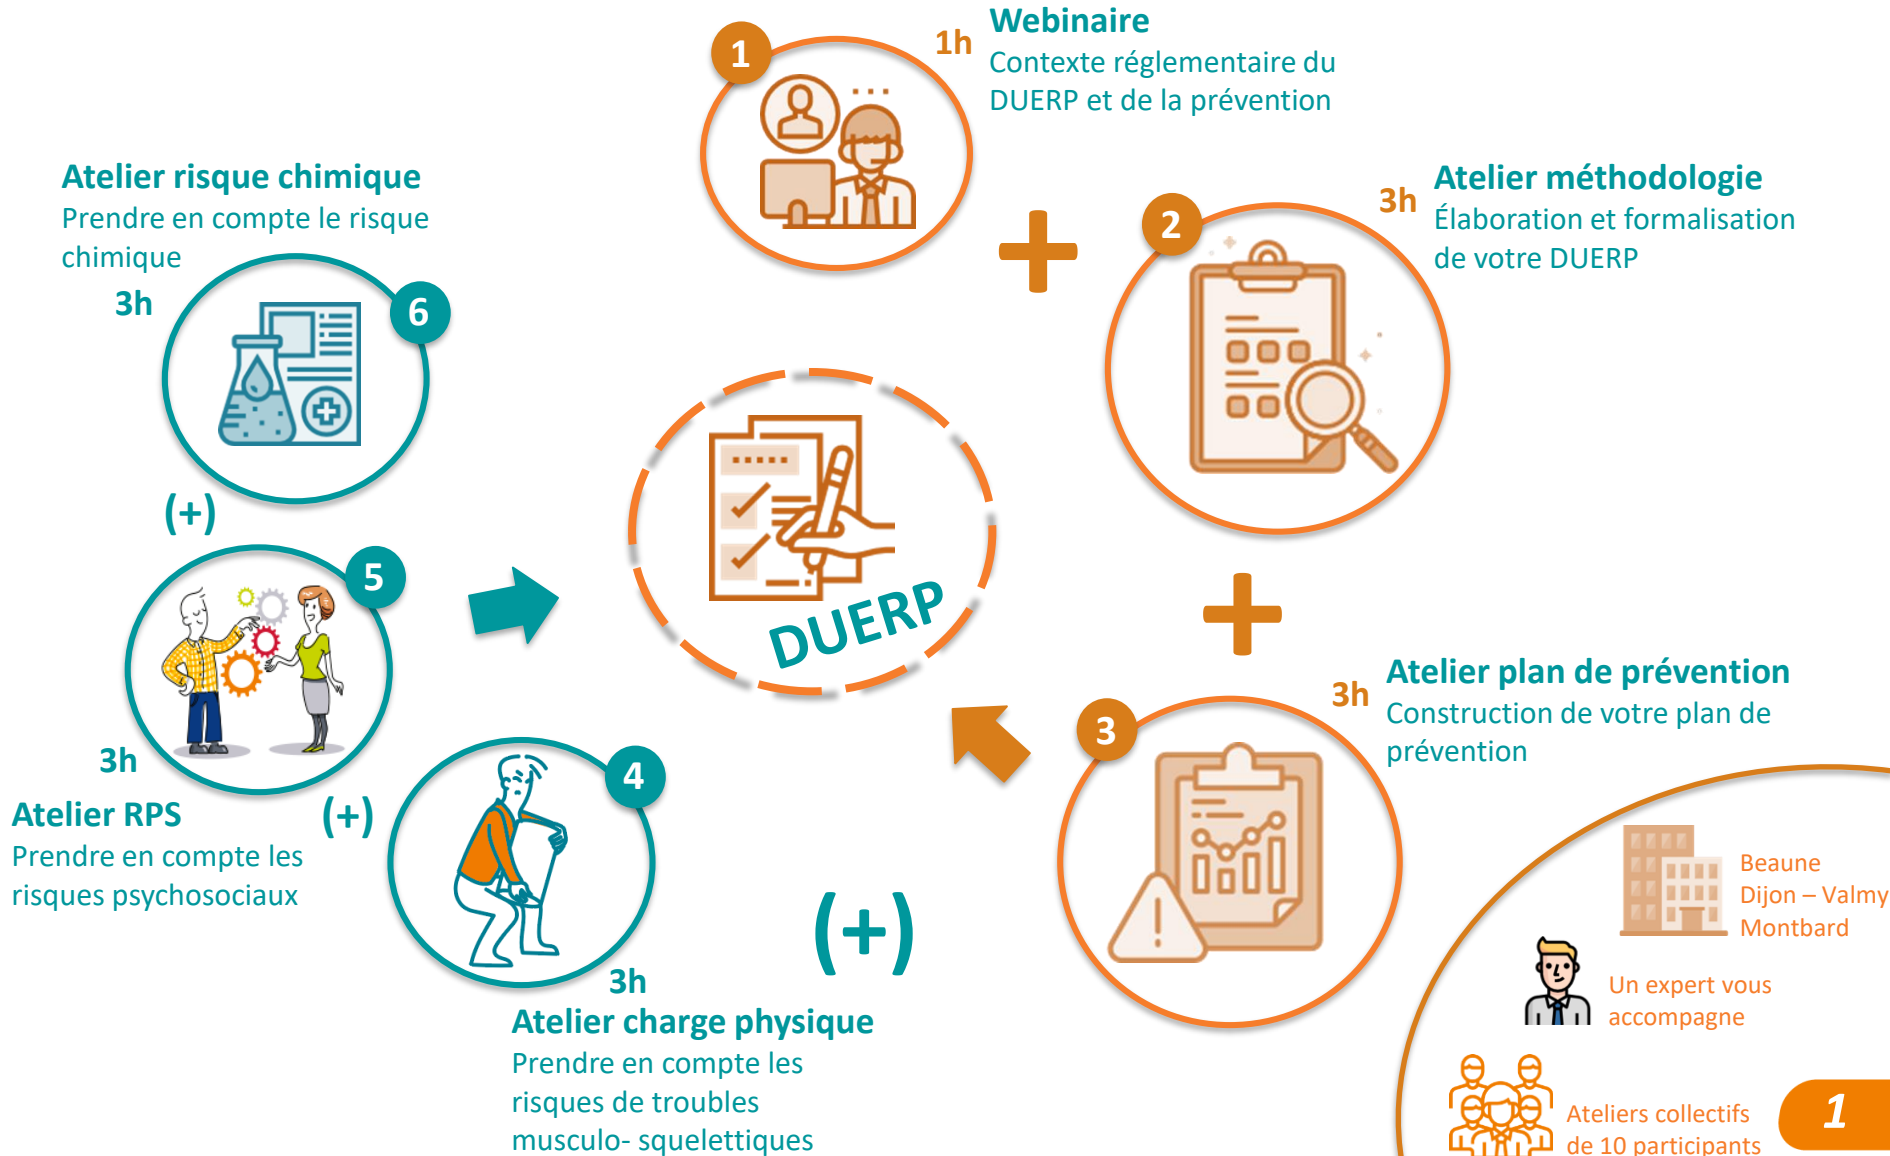 1
1h
Webinaire
Contexte réglementaire du
DUERP et de la prévention
2
3h
Atelier méthodologie
Élaboration et formalisation
de votre DUERP
3
3h
Atelier plan de prévention
Construction de votre plan de
prévention
(+)
4
3h
Atelier charge physique
Prendre en compte les
risques de troubles
musculo- squelettiques
(+)
5
3h
Atelier RPS
Prendre en compte les
risques psychosociaux
(+)
Atelier risque chimique
Prendre en compte le risque
chimique
3h
6
DUERP
Beaune
Dijon – Valmy
Montbard
Un expert vous
accompagne
Ateliers collectifs
de 10 participants
1